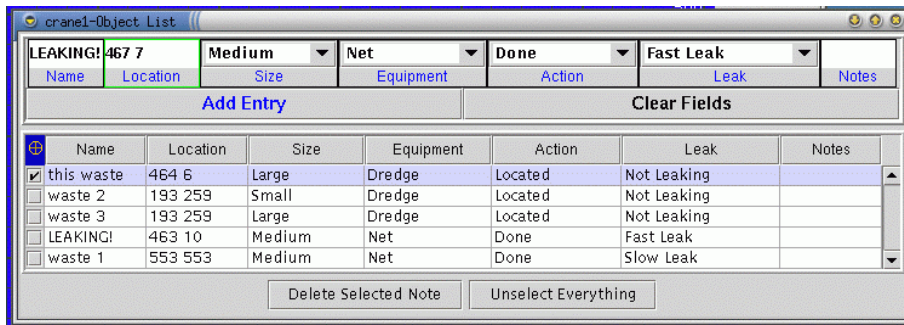 crane1-Object List
LEAKING! 467 7 Medium Net Done Fast Leak
Name Location Size Equipment Action Leak Notes
Add Entry Clear Fields
Name Location Size Equipment Action Leak Notes
this waste 464 6 Large Dredge Located Not Leaking
waste 2 193 259 Small Dredge Located Not Leaking
waste 3 193 259 Large Dredge Located Not Leaking
LEAKING! 463 10 Medium Net Done Fast Leak
waste 1 553 553 Medium Net Done Slow Leak
Delete Selected Note Unselect Everything